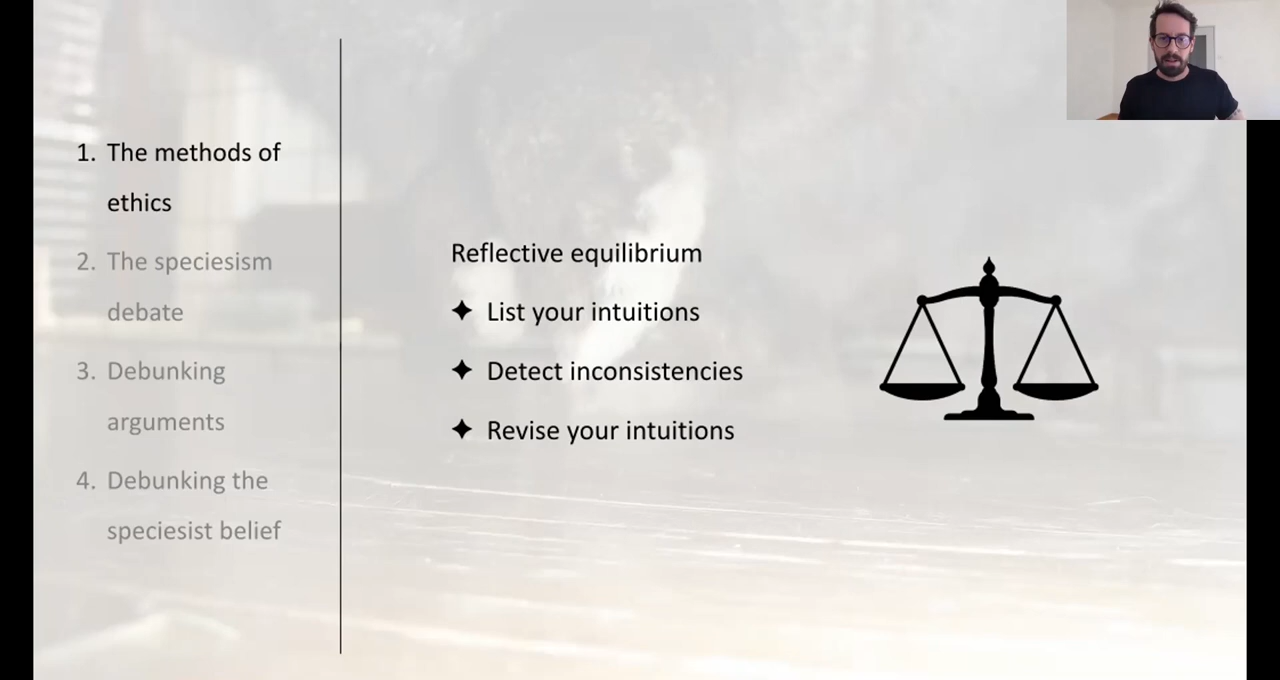 1. The methods of
ethics
2. The speciesism
debate
3. Debunking
arguments
4. Debunking the
speciesist belief
Reflective equilibrium
✦ List your intuitions
✦ Detect inconsistencies
✦ Revise your intuitions